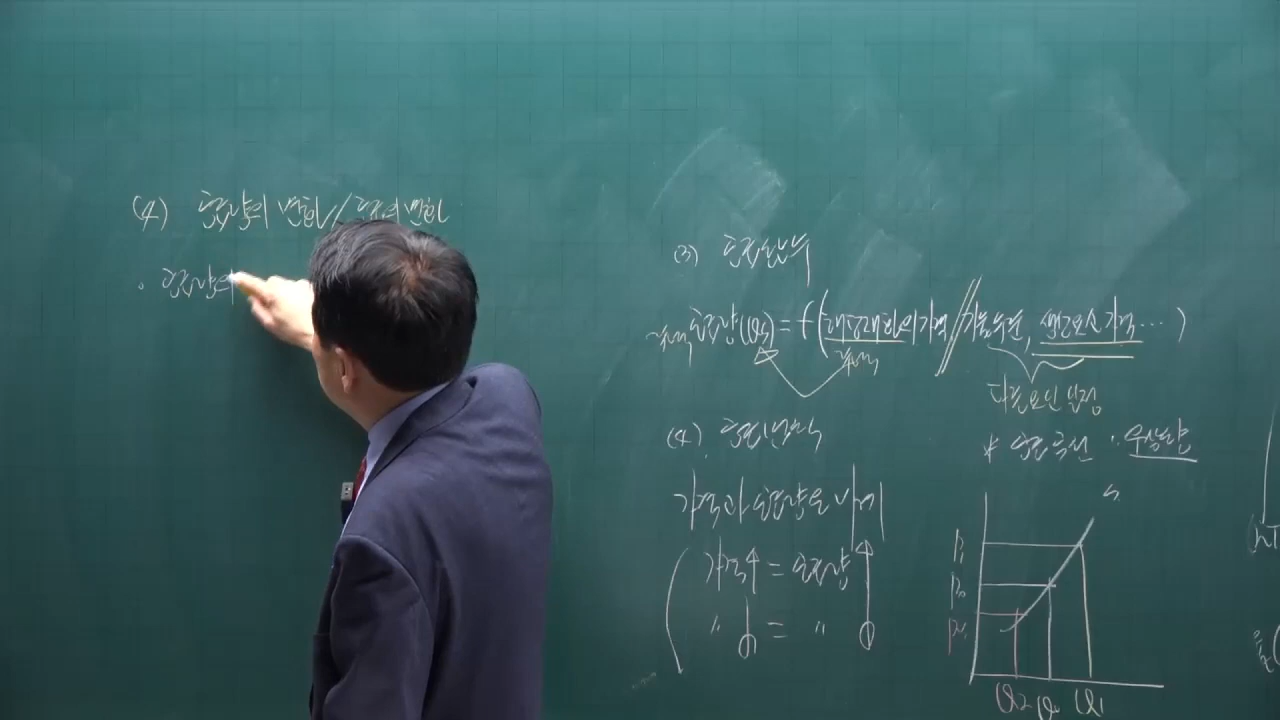 (4) 공급량의 변화 // 공급의 변화
· 공급량의
(3) 공급함수
공급량(Qs) = f(해당재화의 가격 // 기술수준, 생산요소가격 … )
다른요인 일정
(4) 공급법칙
* 공급곡선 · 우상향
가격과 공급량은 비례
S
가격↑ = 공급량↑
〃 ↓ = 〃 ↓
P₁
P₀
P₂
Q₂ Q₀ Q₁